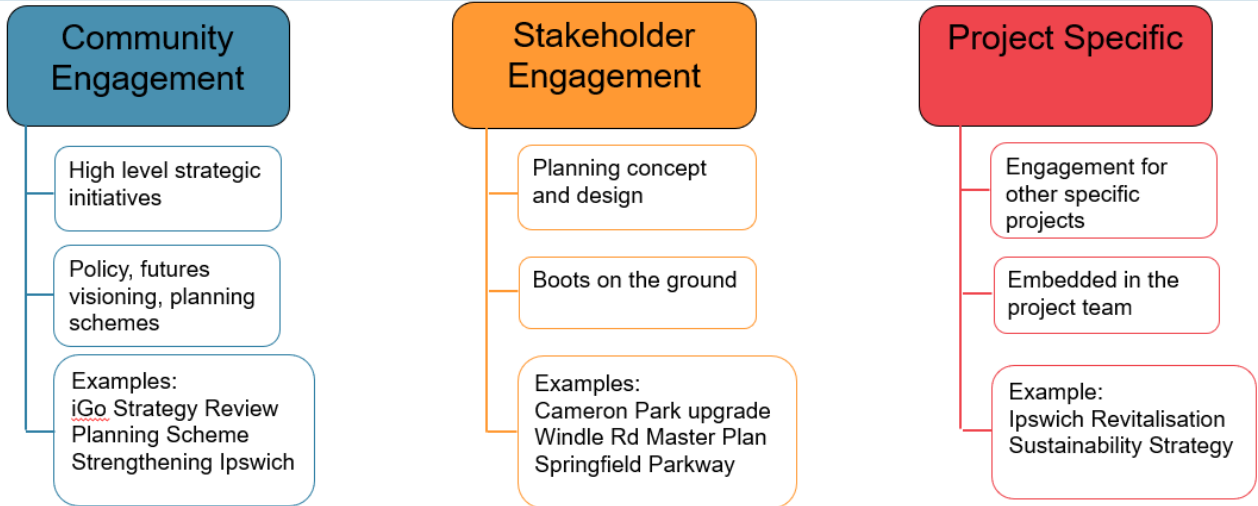 Community
Engagement
High level strategic
initiatives
Policy, futures
visioning, planning
schemes
Examples:
iGo Strategy Review
Planning Scheme
Strengthening Ipswich
Stakeholder
Engagement
Planning concept
and design
Boots on the ground
Examples:
Cameron Park upgrade
Windle Rd Master Plan
Springfield Parkway
Project Specific
Engagement for
other specific
projects
Embedded in the
project team
Example:
Ipswich Revitalisation
Sustainability Strategy